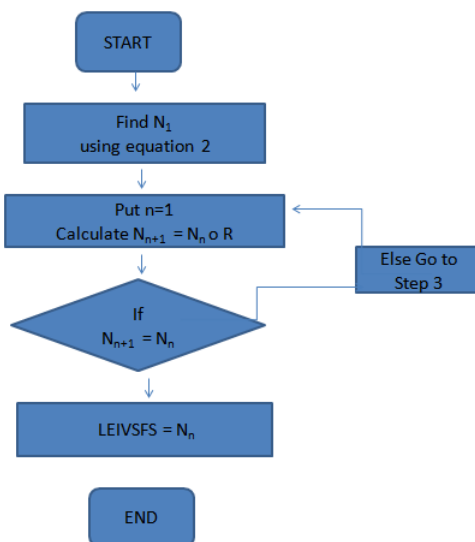 START
Find N₁
using equation 2
Put n=1
Calculate Nₙ₊₁ = Nₙ o R
Else Go to
Step 3
If
Nₙ₊₁ = Nₙ
LEIVSFS = Nₙ
END